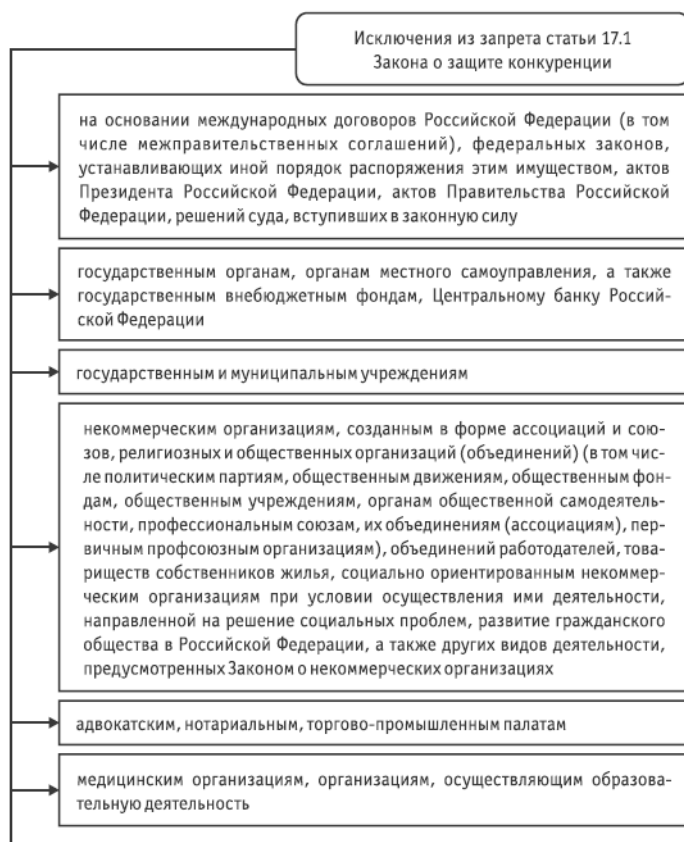 Исключения из запрета статьи 17.1
Закона о защите конкуренции
на основании международных договоров Российской Федерации (в том
числе межправительственных соглашений), федеральных законов,
устанавливающих иной порядок распоряжения этим имуществом, актов
Президента Российской Федерации, актов Правительства Российской
Федерации, решений суда, вступивших в законную силу
государственным органам, органам местного самоуправления, а также
государственным внебюджетным фондам, Центральному банку Россий-
ской Федерации
государственным и муниципальным учреждениям
некоммерческим организациям, созданным в форме ассоциаций и сою-
зов, религиозных и общественных организаций (объединений) (в том чис-
ле политическим партиям, общественным движениям, общественным фон-
дам, общественным учреждениям, органам общественной самодеятель-
ности, профессиональным союзам, их объединениям (ассоциациям), пер-
вичным профсоюзным организациям), объединений работодателей, това-
риществ собственников жилья, социально ориентированным некоммер-
ческим организациям при условии осуществления ими деятельности,
направленной на решение социальных проблем, развитие гражданского
общества в Российской Федерации, а также других видов деятельности,
предусмотренных Законом о некоммерческих организациях
адвокатским, нотариальным, торгово-промышленным палатам
медицинским организациям, организациям, осуществляющим образова-
тельную деятельность